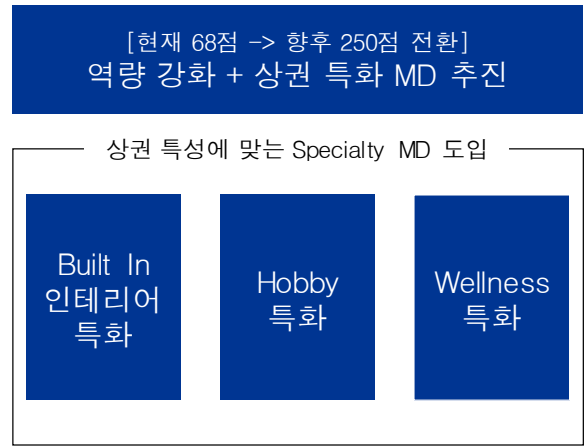 [현재 68점 -> 향후 250점 전환]
역량 강화 + 상권 특화 MD 추진
상권 특성에 맞는 Specialty MD 도입
Built In
인테리어
특화
Hobby
특화
Wellness
특화